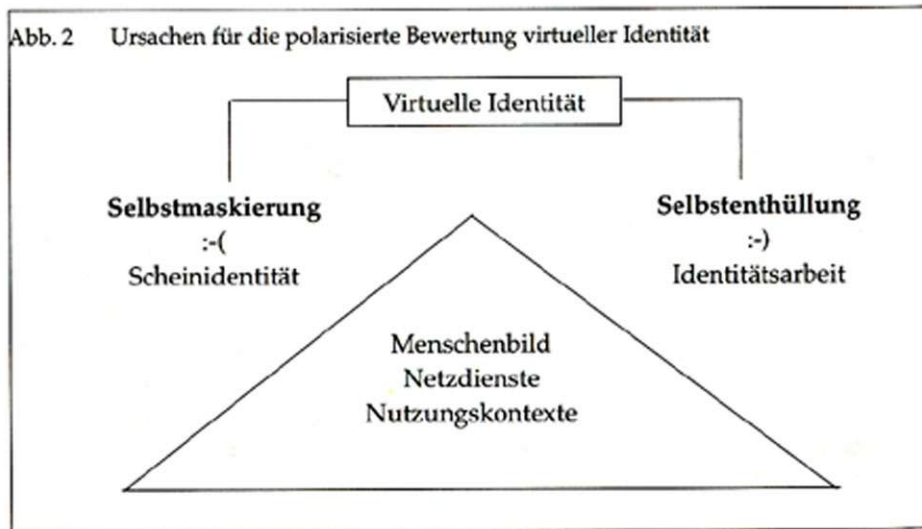 Abb. 2 Ursachen für die polarisierte Bewertung virtueller Identität
Virtuelle Identität
Selbstmaskierung
:-(
Scheinidentität
Selbstenthüllung
:-)
Identitätsarbeit
Menschenbild
Netzdienste
Nutzungskontexte